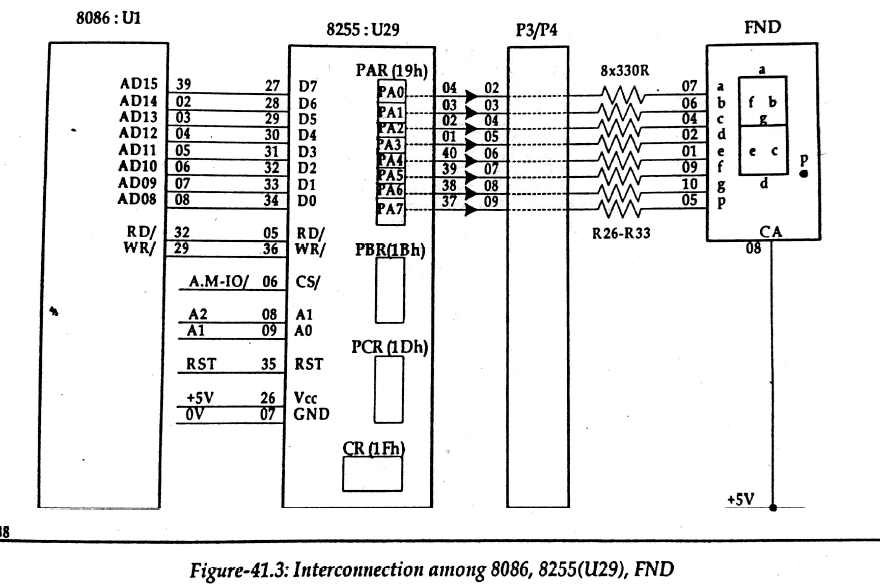 8086 : U1
8255 : U29
P3/P4
FND
PAR (19h)
8x330R
AD15 39 27 D7 PA0 04 02 07 a
AD14 02 28 D6 PA1 03 03 06 b
AD13 03 29 D5 PA2 02 04 04 c
AD12 04 30 D4 PA3 01 05 02 d
AD11 05 31 D3 PA4 40 06 01 e
AD10 06 32 D2 PA5 39 07 09 f
AD09 07 33 D1 PA6 38 08 10 g
AD08 08 34 D0 PA7 37 09 05 p
a
f b
g
e c
d
p
R26-R33
CA
08
RD/ 32 05 RD/
WR/ 29 36 WR/
PBR(1Bh)
A.M-IO/ 06 CS/
A2 08 A1
A1 09 A0
PCR (1Dh)
RST 35 RST
+5V 26 Vcc
0V 07 GND
CR (1Fh)
+5V
Figure-41.3: Interconnection among 8086, 8255(U29), FND